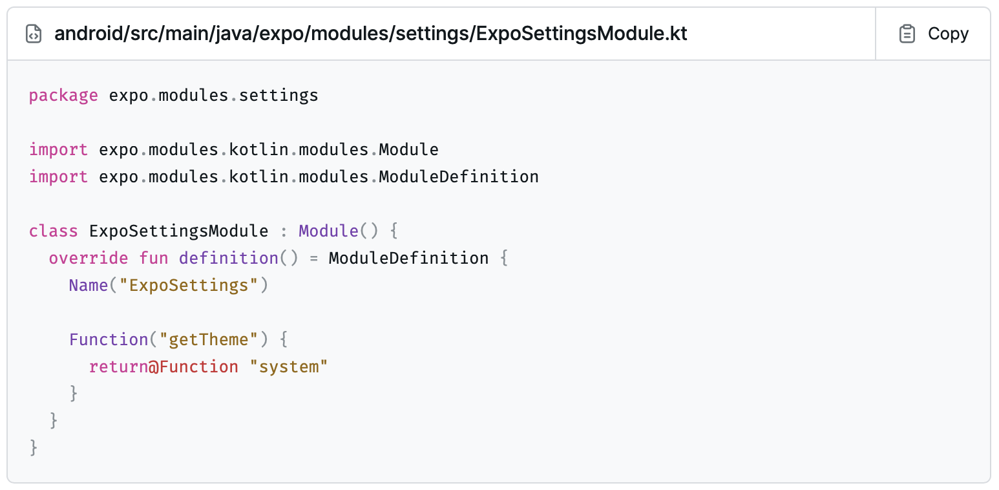 android/src/main/java/expo/modules/settings/ExpoSettingsModule.kt
Copy
package expo.modules.settings
import expo.modules.kotlin.modules.Module
import expo.modules.kotlin.modules.ModuleDefinition
class ExpoSettingsModule : Module() {
  override fun definition() = ModuleDefinition {
    Name("ExpoSettings")
    Function("getTheme") {
      return@Function "system"
    }
  }
}